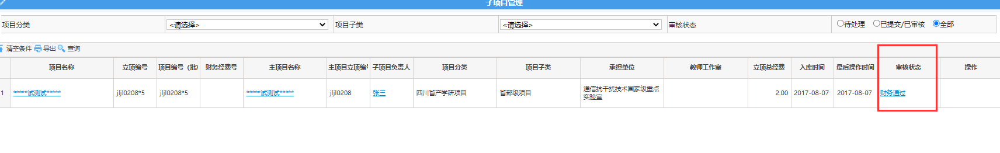 子项目管理
项目分类 <请选择> 项目子类 <请选择> 审核状态 待处理 已提交/已审核 全部
清空条件 导出 查询
项目名称 立项编号 项目编号 (批 财务经费号 主项目名称 主项目立项编号 子项目负责人 项目分类 项目子类 承担单位 教师工作室 立项总经费 入库时间 最后操作时间 审核状态 操作
1 *****试测试***** jljl0208*5 jljl0208*5 *****试测试***** jljl0208 张三 四川省产学研项目 省部级项目 通信抗干扰技术国家级重点 2.00 2017-08-07 2017-08-07 财务通过
实验室